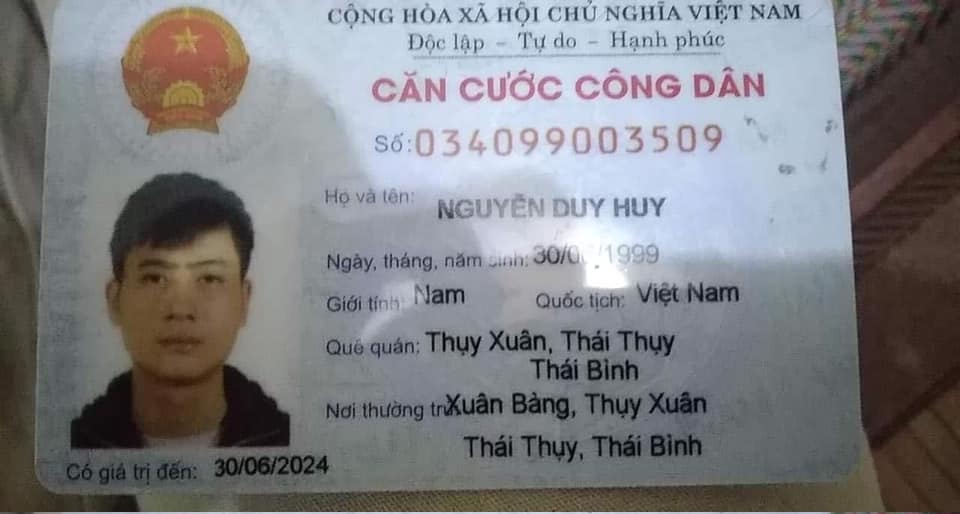 CỘNG HÒA XÃ HỘI CHỦ NGHĨA VIỆT NAM
Độc lập - Tự do - Hạnh phúc
CĂN CƯỚC CÔNG DÂN
Số: 034099003509
Họ và tên: NGUYỄN DUY HUY
Ngày, tháng, năm sinh: /1999
Giới tính: Nam Quốc tịch: Việt Nam
Quê quán: Thụy Xuân, Thái Thụy
Thái Bình
Nơi thường trú: Xuân Bàng, Thụy Xuân
Thái Thụy, Thái Bình
Có giá trị đến: 30/06/2024